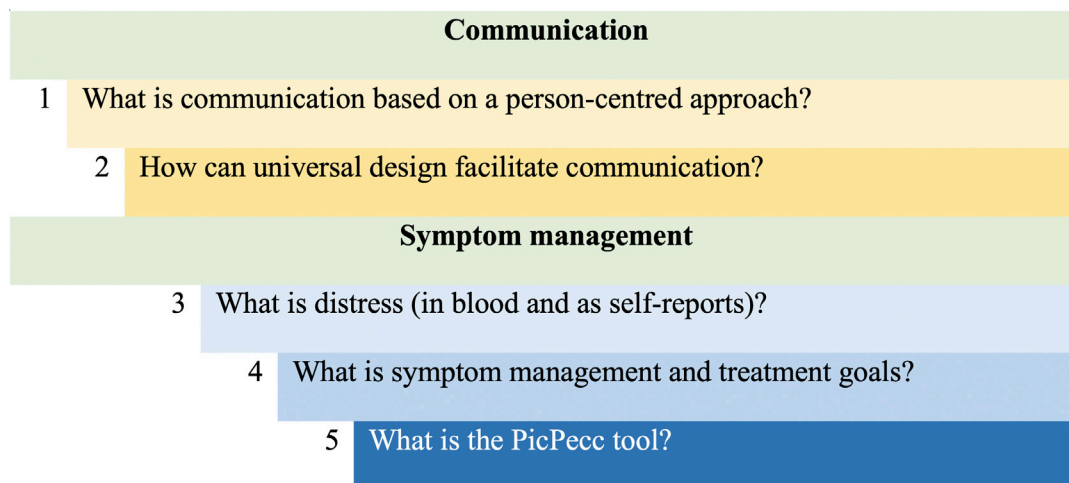 Communication
1 What is communication based on a person-centred approach?
2 How can universal design facilitate communication?
Symptom management
3 What is distress (in blood and as self-reports)?
4 What is symptom management and treatment goals?
5 What is the PicPecc tool?